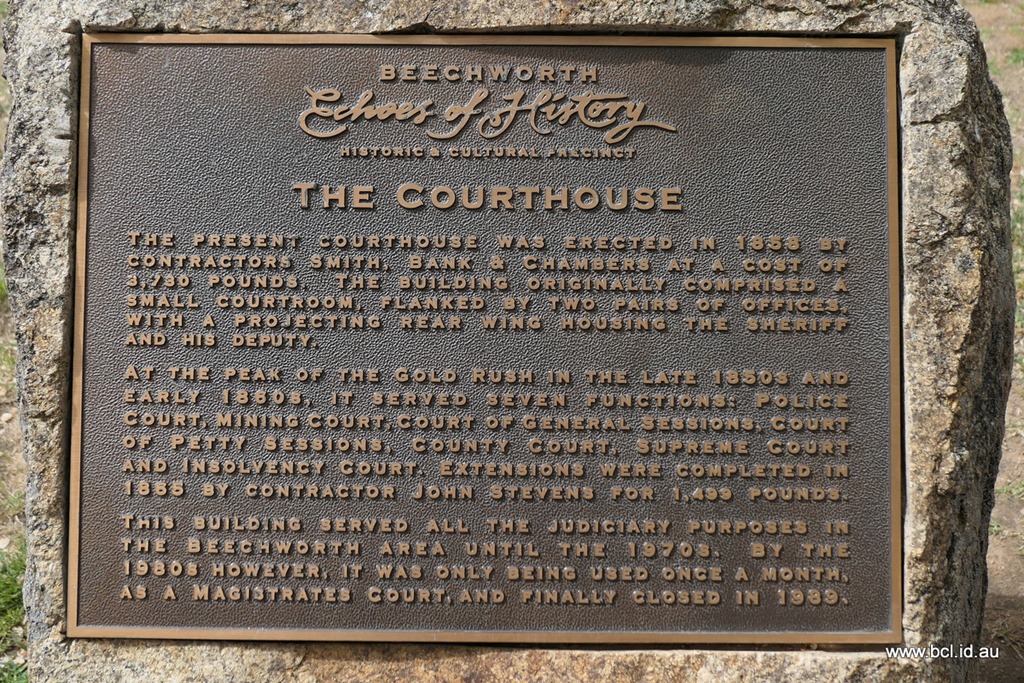 BEECHWORTH
Echoes of History
HISTORIC & CULTURAL PRECINCT
THE COURTHOUSE
THE PRESENT COURTHOUSE WAS ERECTED IN 1858 BY
CONTRACTORS SMITH, BANK & CHAMBERS AT A COST OF
3,730 POUNDS. THE BUILDING ORIGINALLY COMPRISED A
SMALL COURTROOM, FLANKED BY TWO PAIRS OF OFFICES,
WITH A PROJECTING REAR WING HOUSING THE SHERIFF
AND HIS DEPUTY.
AT THE PEAK OF THE GOLD RUSH IN THE LATE 1850S AND
EARLY 1860S, IT SERVED SEVEN FUNCTIONS: POLICE
COURT, MINING COURT, COURT OF GENERAL SESSIONS, COURT
OF PETTY SESSIONS, COUNTY COURT, SUPREME COURT
AND INSOLVENCY COURT. EXTENSIONS WERE COMPLETED IN
BY CONTRACTOR JOHN STEVENS FOR 1,499 POUNDS.
THIS BUILDING SERVED ALL THE JUDICIARY PURPOSES IN
THE BEECHWORTH AREA UNTIL THE 1970S. BY THE
1980S HOWEVER, IT WAS ONLY BEING USED ONCE A MONTH,
AS A MAGISTRATES COURT, AND FINALLY CLOSED IN 1989.
www.bcl.id.au